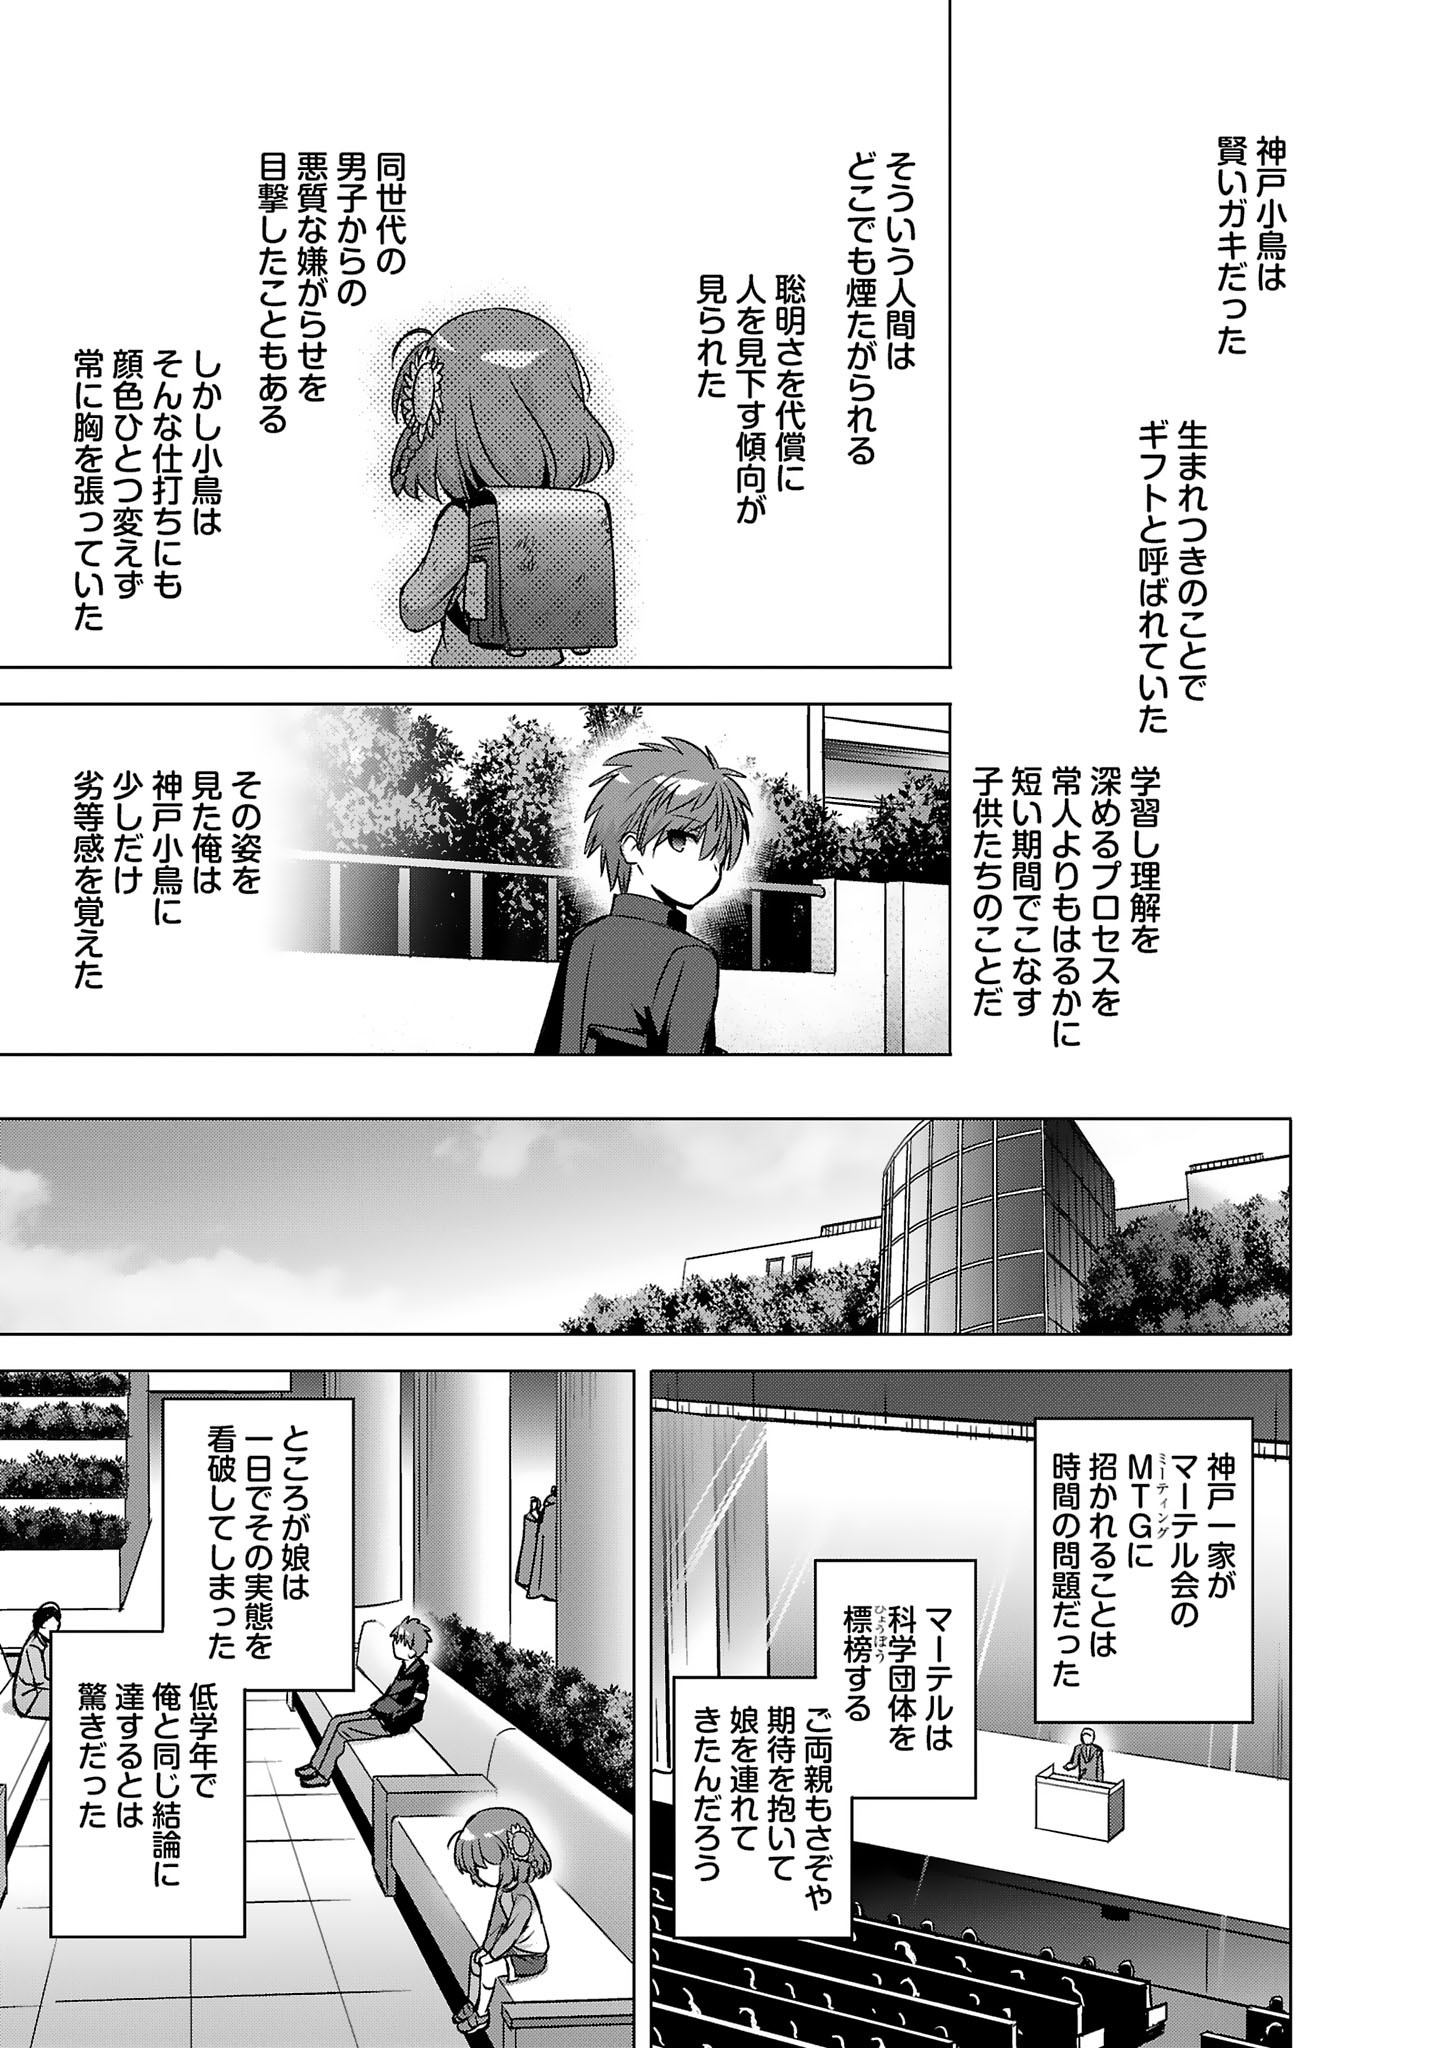 神戸小鳥は
賢いガキだった
生まれつきのことで
ギフトと呼ばれていた
学習し理解を
深めるプロセスを
常人よりもはるかに
短い期間でこなす
子供たちのことだ
そういう人間は
どこでも煙たがられる
聡明さを代償に
人を見下す傾向が
見られた
同世代の
男子からの
悪質な嫌がらせを
目撃したこともある
しかし小鳥は
そんな仕打ちにも
顔色ひとつ変えず
常に胸を張っていた
その姿を
見た俺は
神戸小鳥に
少しだけ
劣等感を覚えた
神戸一家が
マーテル会の
MTGに
ミーティング
招かれることは
時間の問題だった
マーテルは
科学団体を
標榜する
ひょうぼう
ご両親もさぞや
期待を抱いて
娘を連れて
きたんだろう
ところが娘は
一日でその実態を
看破してしまった
低学年で
俺と同じ結論に
達するとは
驚きだった